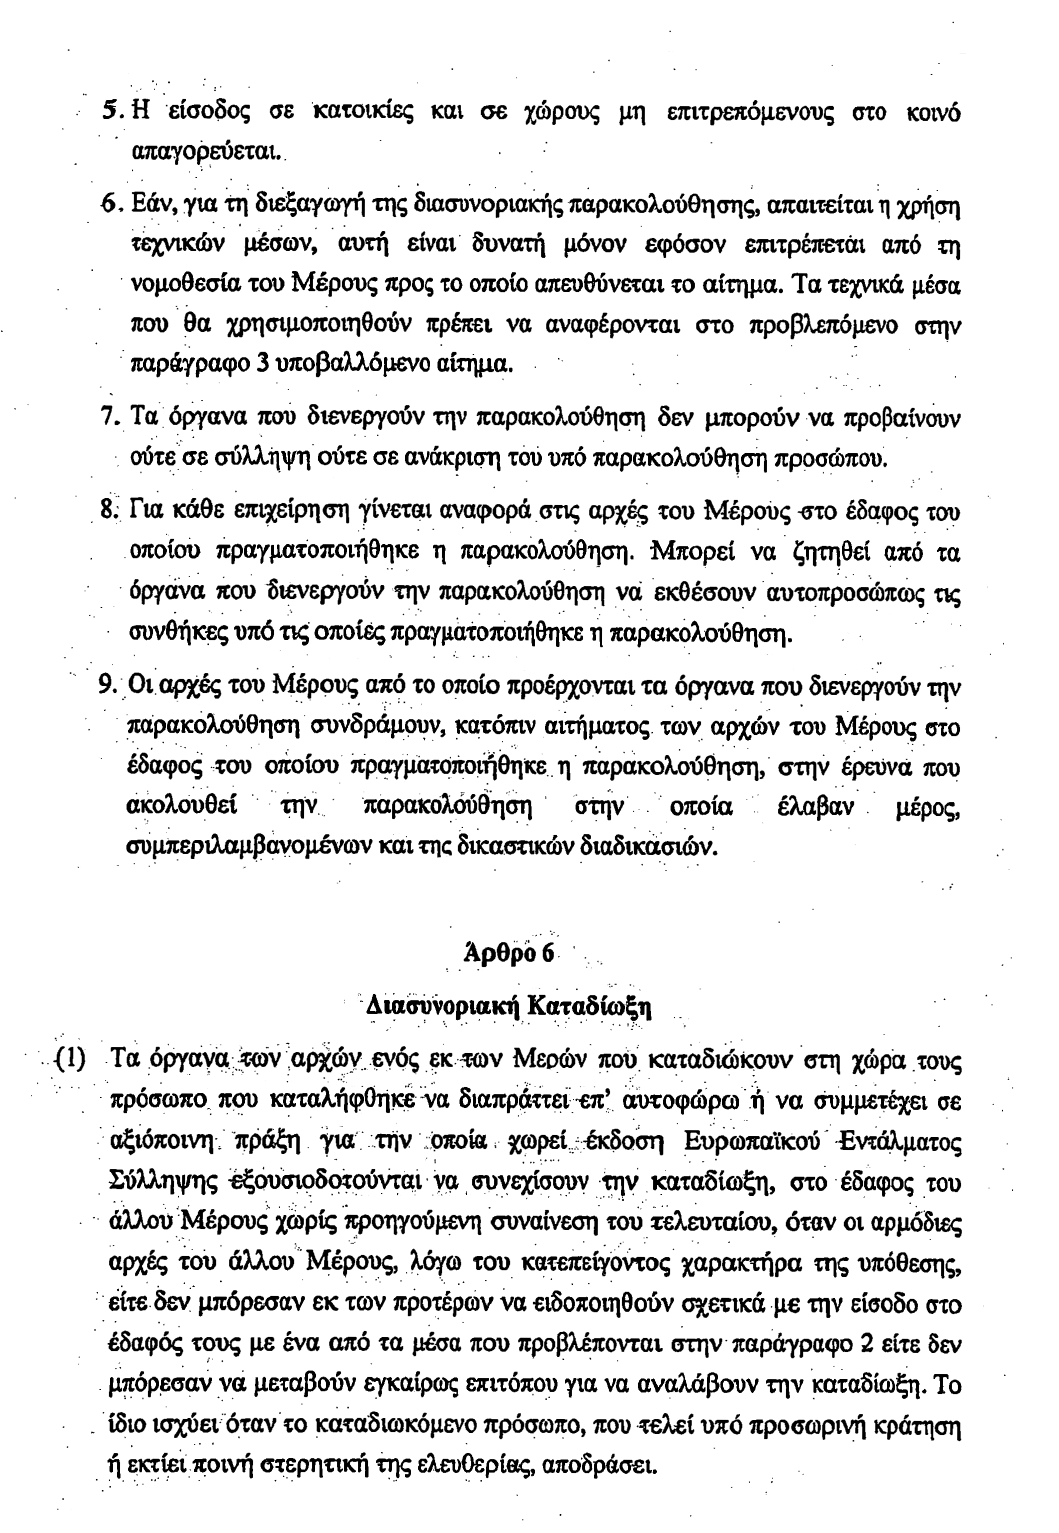 5. Η είσοδος σε κατοικίες και σε χώρους μη επιτρεπόμενους στο κοινό
απαγορεύεται.
6. Εάν, για τη διεξαγωγή της διασυνοριακής παρακολούθησης, απαιτείται η χρήση
τεχνικών μέσων, αυτή είναι δυνατή μόνον εφόσον επιτρέπεται από τη
νομοθεσία του Μέρους προς το οποίο απευθύνεται το αίτημα. Τα τεχνικά μέσα
που θα χρησιμοποιηθούν πρέπει να αναφέρονται στο προβλεπόμενο στην
παράγραφο 3 υποβαλλόμενο αίτημα.
7. Τα όργανα που διενεργούν την παρακολούθηση δεν μπορούν να προβαίνουν
ούτε σε σύλληψη ούτε σε ανάκριση του υπό παρακολούθηση προσώπου.
8. Για κάθε επιχείρηση γίνεται αναφορά στις αρχές του Μέρους στο έδαφος του
οποίου πραγματοποιήθηκε η παρακολούθηση. Μπορεί να ζητηθεί από τα
όργανα που διενεργούν την παρακολούθηση να εκθέσουν αυτοπροσώπως τις
συνθήκες υπό τις οποίες πραγματοποιήθηκε η παρακολούθηση.
9. Οι αρχές του Μέρους από το οποίο προέρχονται τα όργανα που διενεργούν την
παρακολούθηση συνδράμουν, κατόπιν αιτήματος των αρχών του Μέρους στο
έδαφος του οποίου πραγματοποιήθηκε η παρακολούθηση, στην έρευνα που
ακολουθεί την παρακολούθηση στην οποία έλαβαν μέρος,
συμπεριλαμβανομένων και της δικαστικών διαδικασιών.
Άρθρο 6
Διασυνοριακή Καταδίωξη
(1) Τα όργανα των αρχών ενός εκ των Μερών που καταδιώκουν στη χώρα τους
πρόσωπο που καταλήφθηκε να διαπράττει επ’ αυτοφώρω ή να συμμετέχει σε
αξιόποινη πράξη για την οποία χωρεί έκδοση Ευρωπαϊκού Εντάλματος
Σύλληψης εξουσιοδοτούνται να συνεχίσουν την καταδίωξη, στο έδαφος του
άλλου Μέρους χωρίς προηγούμενη συναίνεση του τελευταίου, όταν οι αρμόδιες
αρχές του άλλου Μέρους, λόγω του κατεπείγοντος χαρακτήρα της υπόθεσης,
είτε δεν μπόρεσαν εκ των προτέρων να ειδοποιηθούν σχετικά με την είσοδο στο
έδαφός τους με ένα από τα μέσα που προβλέπονται στην παράγραφο 2 είτε δεν
μπόρεσαν να μεταβούν εγκαίρως επιτόπου για να αναλάβουν την καταδίωξη. Το
ίδιο ισχύει όταν το καταδιωκόμενο πρόσωπο, που τελεί υπό προσωρινή κράτηση
ή εκτίει ποινή στερητική της ελευθερίας, αποδράσει.